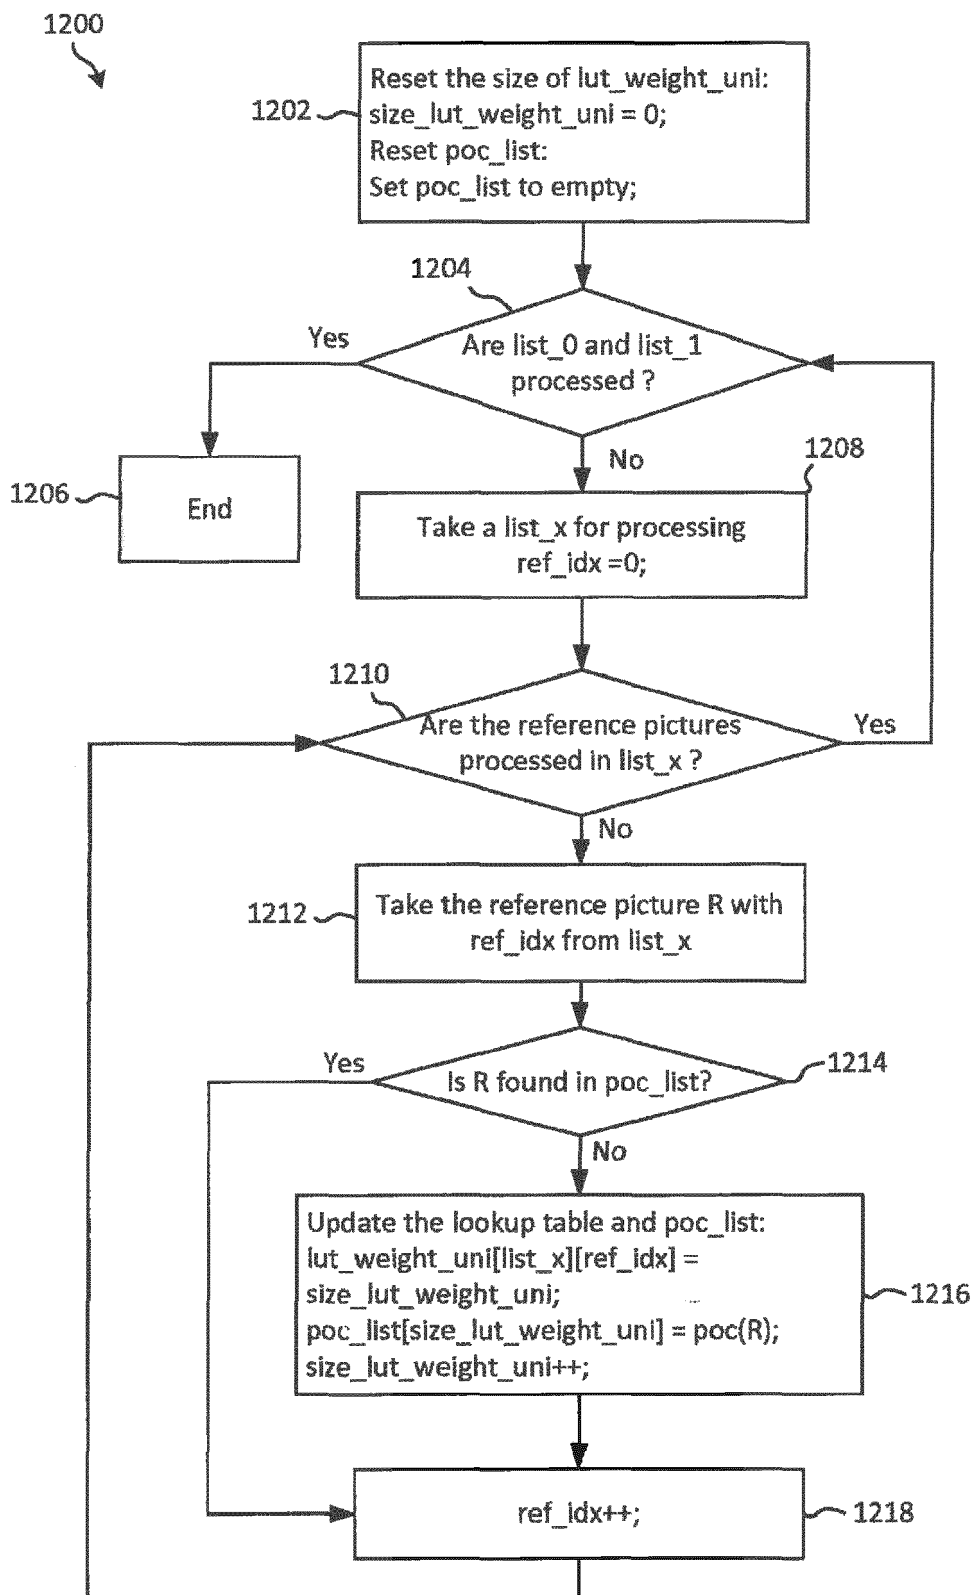 1200
Reset the size of lut_weight_uni:
size_lut_weight_uni = 0;
Reset poc_list:
Set poc_list to empty;
1202
1204
Yes
Are list_0 and list_1
processed ?
No
1206
End
1208
Take a list_x for processing
ref_idx =0;
1210
Are the reference pictures
processed in list_x ?
Yes
No
1212
Take the reference picture R with
ref_idx from list_x
Yes
Is R found in poc_list?
1214
No
Update the lookup table and poc_list:
lut_weight_uni[list_x][ref_idx] =
size_lut_weight_uni;
poc_list[size_lut_weight_uni] = poc(R);
size_lut_weight_uni++;
1216
ref_idx++;
1218